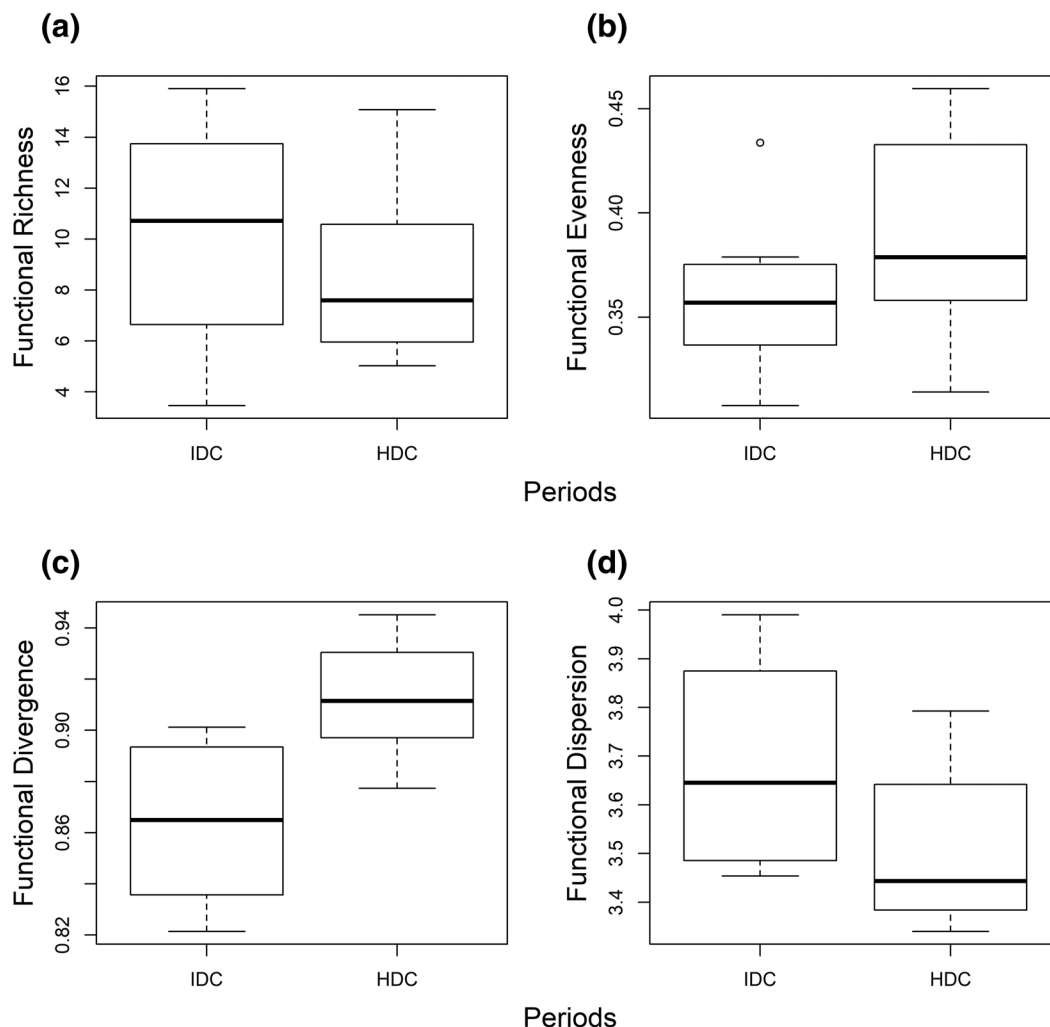 (a)
Functional Richness
16
14
12
10
8
6
4
IDC
HDC
(b)
Functional Evenness
0.45
0.40
0.35
IDC
HDC
Periods
(c)
Functional Divergence
0.94
0.90
0.86
0.82
IDC
HDC
(d)
Functional Dispersion
4.0
3.9
3.8
3.7
3.6
3.5
3.4
IDC
HDC
Periods